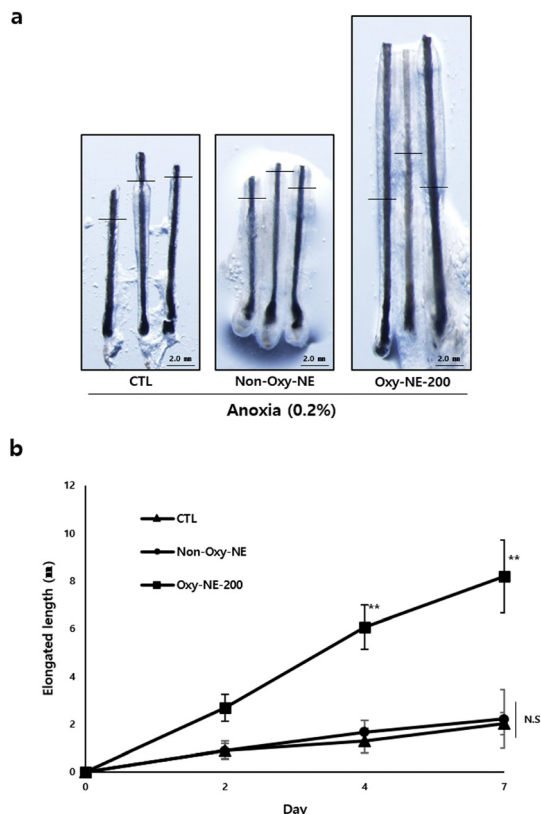 a
2.0 ㎜
2.0 ㎜
2.0 ㎜
CTL
Non-Oxy-NE
Oxy-NE-200
Anoxia (0.2%)
b
12
10
8
6
4
2
0
Elongated length (㎜)
CTL
Non-Oxy-NE
Oxy-NE-200
**
**
N.S
0
2
4
7
Day